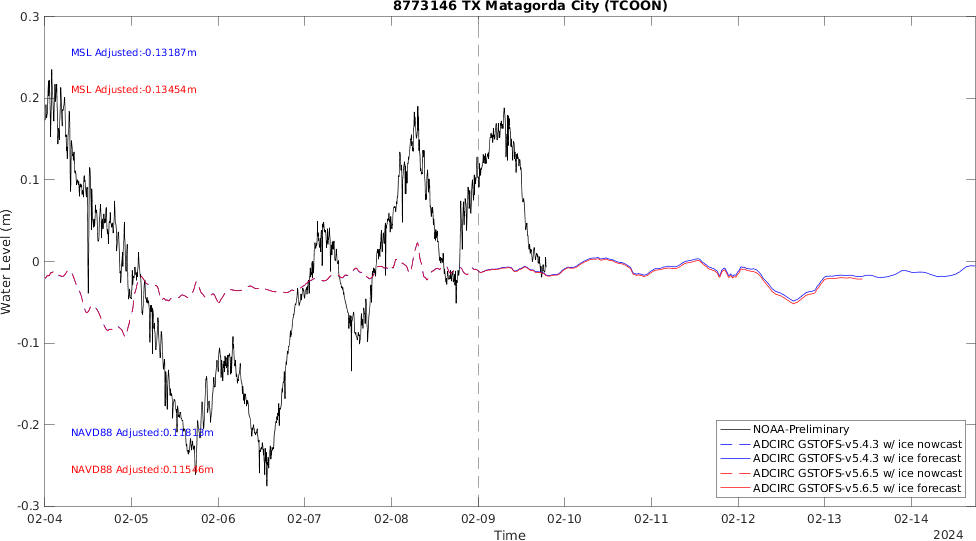 8773146 TX Matagorda City (TCOON)
0.3
0.2
0.1
0
-0.1
-0.2
-0.3
Water Level (m)
MSL Adjusted:-0.13187m
MSL Adjusted:-0.13454m
NAVD88 Adjusted:0.11813m
NAVD88 Adjusted:0.11546m
NOAA-Preliminary
ADCIRC GSTOFS-v5.4.3 w/ ice nowcast
ADCIRC GSTOFS-v5.4.3 w/ ice forecast
ADCIRC GSTOFS-v5.6.5 w/ ice nowcast
ADCIRC GSTOFS-v5.6.5 w/ ice forecast
02-04 02-05 02-06 02-07 02-08 02-09 02-10 02-11 02-12 02-13 02-14
Time
2024